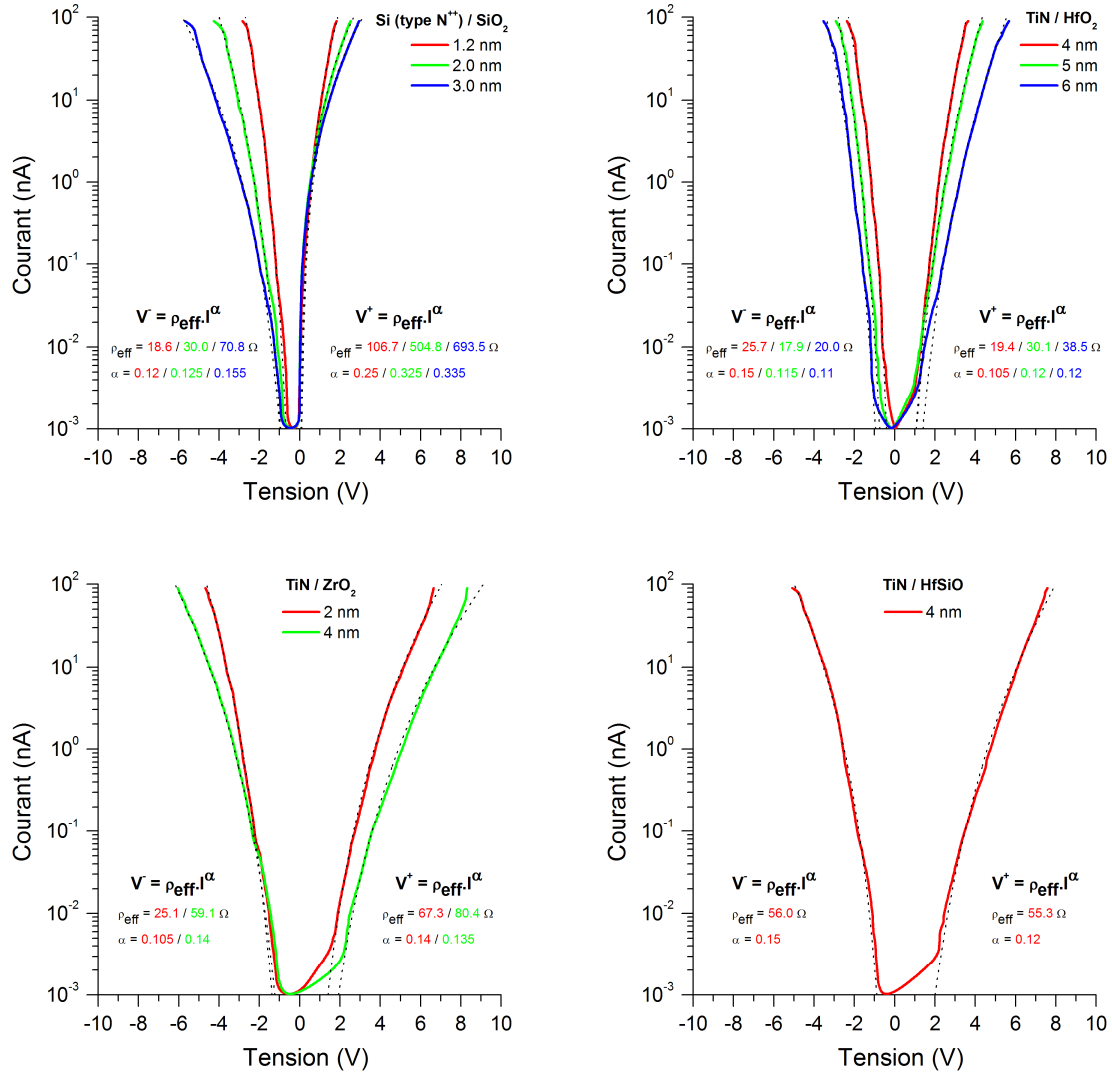 Si (type N⁺⁺) / SiO₂
1.2 nm
2.0 nm
3.0 nm
10²
10¹
10⁰
10⁻¹
10⁻²
10⁻³
Courant (nA)
V⁻ = ρeff.I^α
ρeff = 18.6 / 30.0 / 70.8 Ω
α = 0.12 / 0.125 / 0.155
V⁺ = ρeff.I^α
ρeff = 106.7 / 504.8 / 693.5 Ω
α = 0.25 / 0.325 / 0.335
-10 -8 -6 -4 -2 0 2 4 6 8 10
Tension (V)
TiN / HfO₂
4 nm
5 nm
6 nm
10²
10¹
10⁰
10⁻¹
10⁻²
10⁻³
Courant (nA)
V⁻ = ρeff.I^α
ρeff = 25.7 / 17.9 / 20.0 Ω
α = 0.15 / 0.115 / 0.11
V⁺ = ρeff.I^α
ρeff = 19.4 / 30.1 / 38.5 Ω
α = 0.105 / 0.12 / 0.12
-10 -8 -6 -4 -2 0 2 4 6 8 10
Tension (V)
TiN / ZrO₂
2 nm
4 nm
10²
10¹
10⁰
10⁻¹
10⁻²
10⁻³
Courant (nA)
V⁻ = ρeff.I^α
ρeff = 25.1 / 59.1 Ω
α = 0.105 / 0.14
V⁺ = ρeff.I^α
ρeff = 67.3 / 80.4 Ω
α = 0.14 / 0.135
-10 -8 -6 -4 -2 0 2 4 6 8 10
Tension (V)
TiN / HfSiO
4 nm
10²
10¹
10⁰
10⁻¹
10⁻²
10⁻³
Courant (nA)
V⁻ = ρeff.I^α
ρeff = 56.0 Ω
α = 0.15
V⁺ = ρeff.I^α
ρeff = 55.3 Ω
α = 0.12
-10 -8 -6 -4 -2 0 2 4 6 8 10
Tension (V)